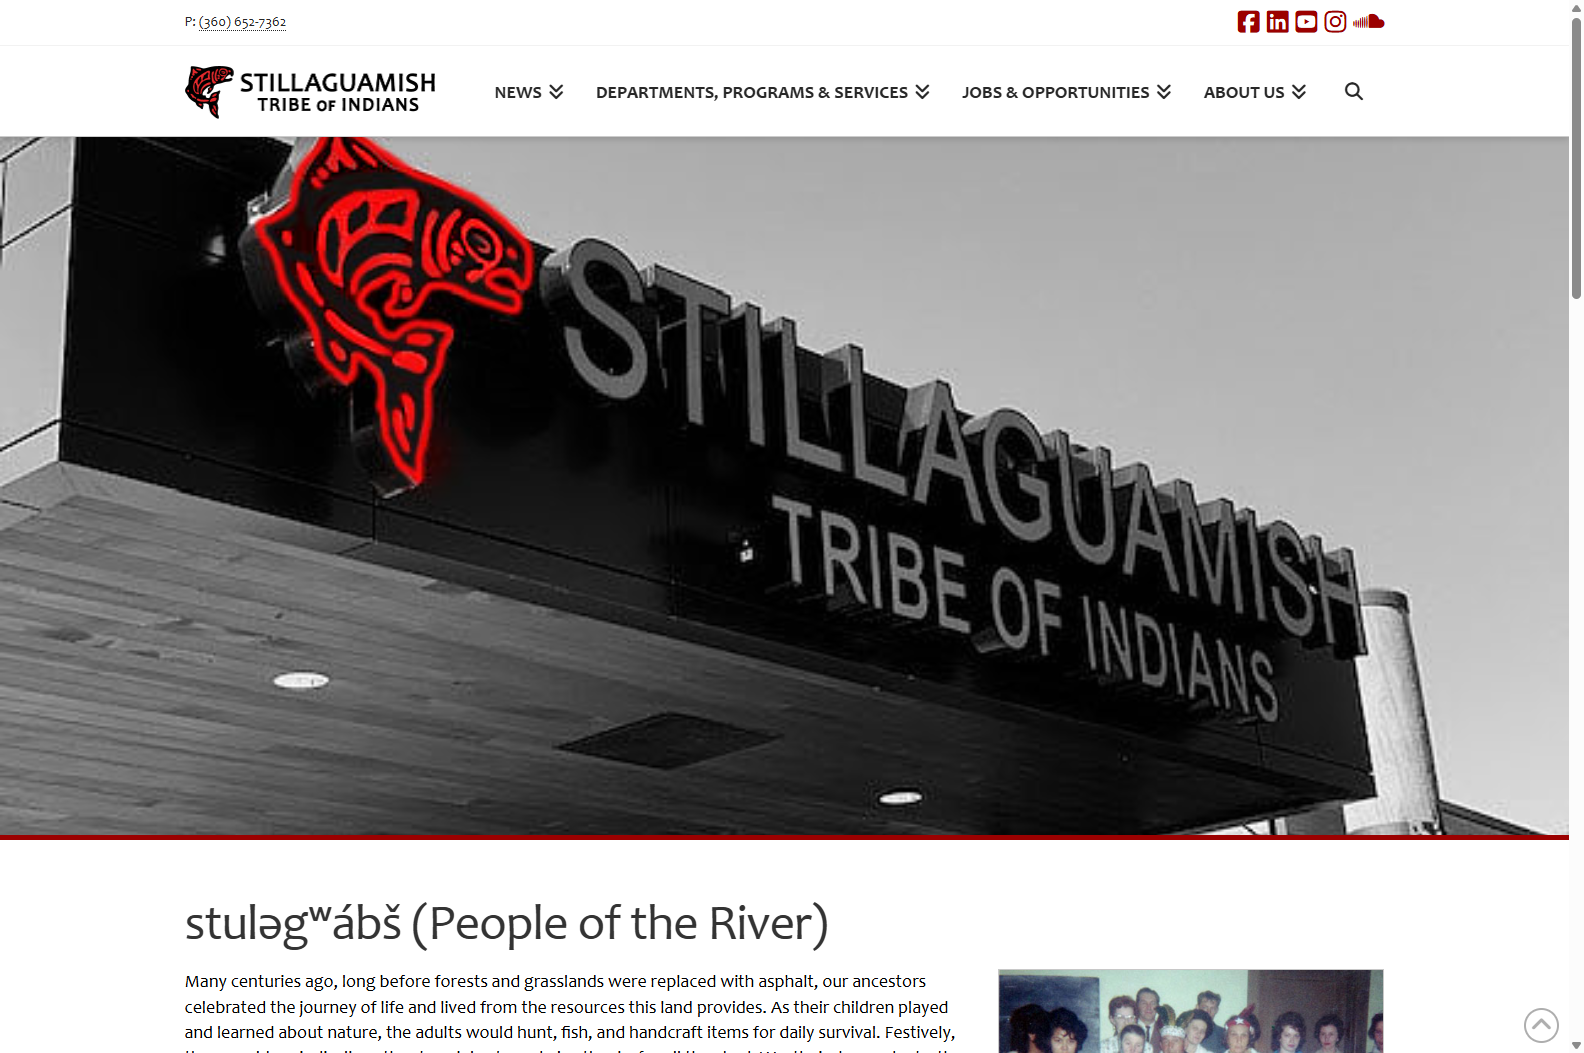 P: (360) 652-7362
STILLAGUAMISH
TRIBE OF INDIANS
NEWS
DEPARTMENTS, PROGRAMS & SERVICES
JOBS & OPPORTUNITIES
ABOUT US
STILLAGUAMISH
TRIBE OF INDIANS
stuləgʷábš (People of the River)
Many centuries ago, long before forests and grasslands were replaced with asphalt, our ancestors
celebrated the journey of life and lived from the resources this land provides. As their children played
and learned about nature, the adults would hunt, fish, and handcraft items for daily survival. Festively,